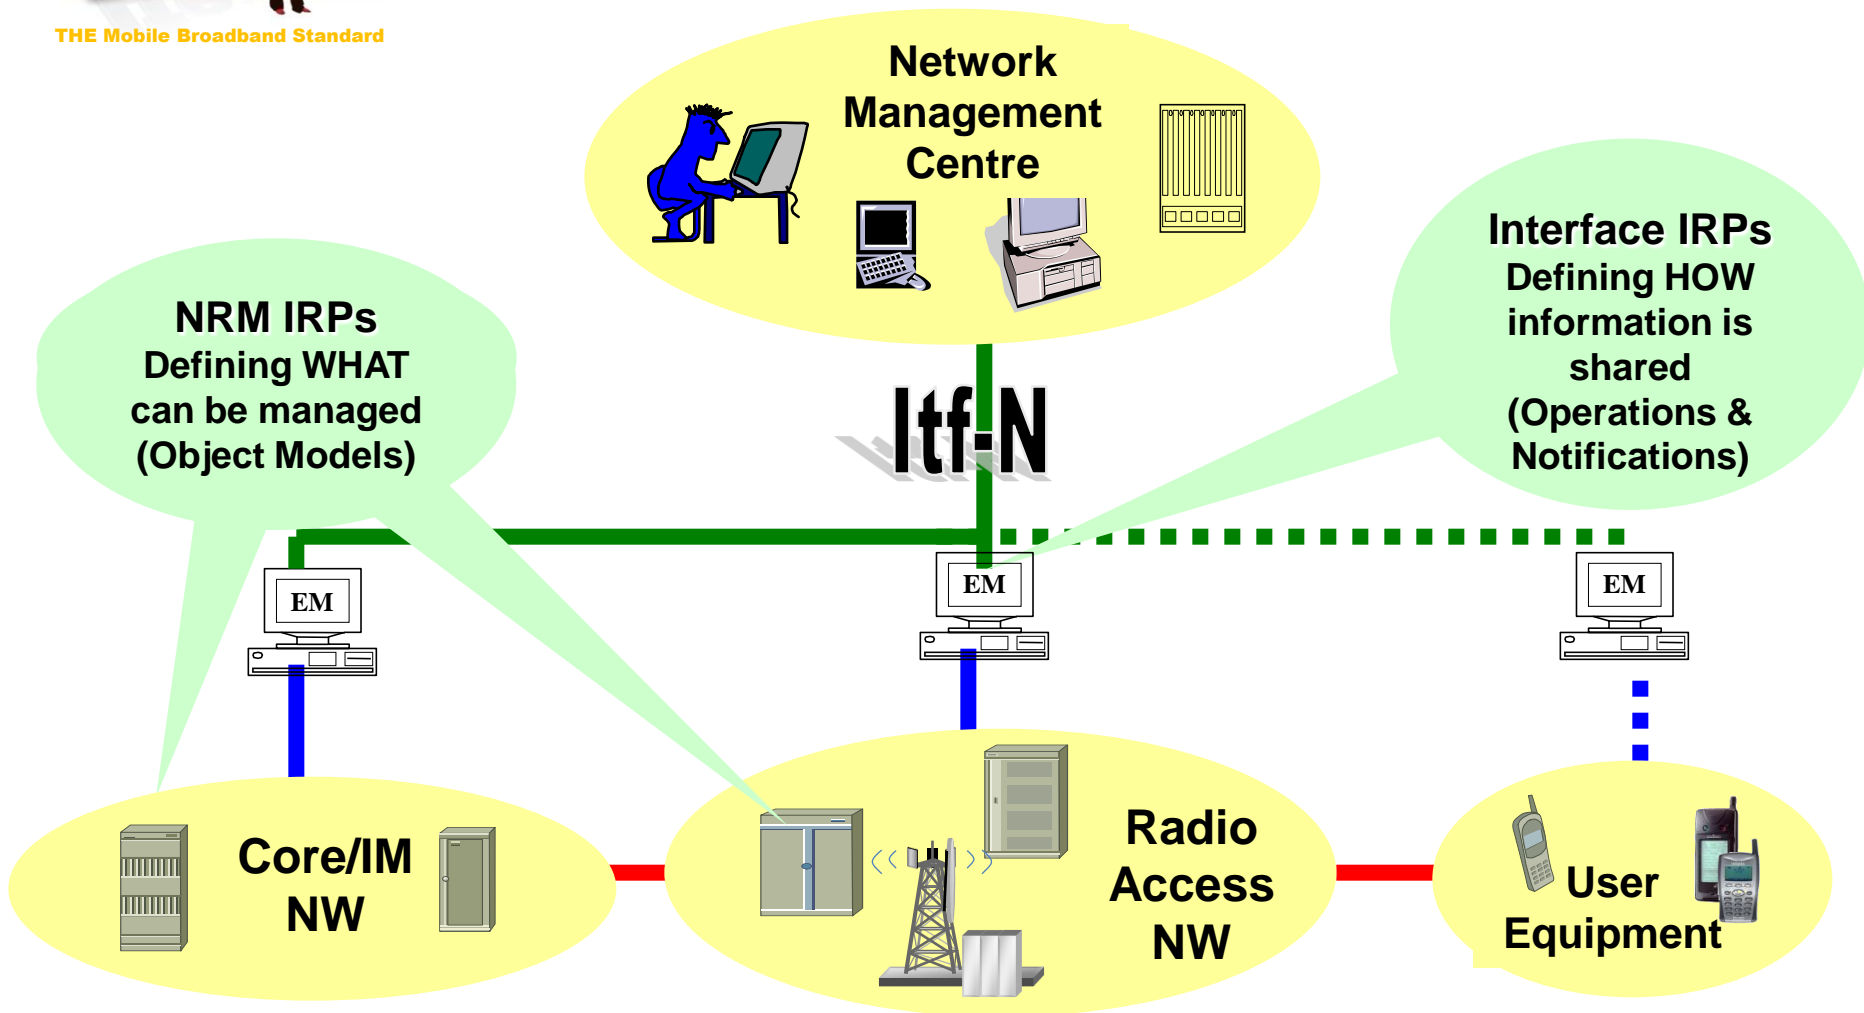 THE Mobile Broadband Standard
Network
Management
Centre
Interface IRPs
Defining HOW
information is
shared
(Operations &
Notifications)
NRM IRPs
Defining WHAT
can be managed
(Object Models)
Itf-N
EM
EM
EM
Core/IM
NW
Radio
Access
NW
User
Equipment